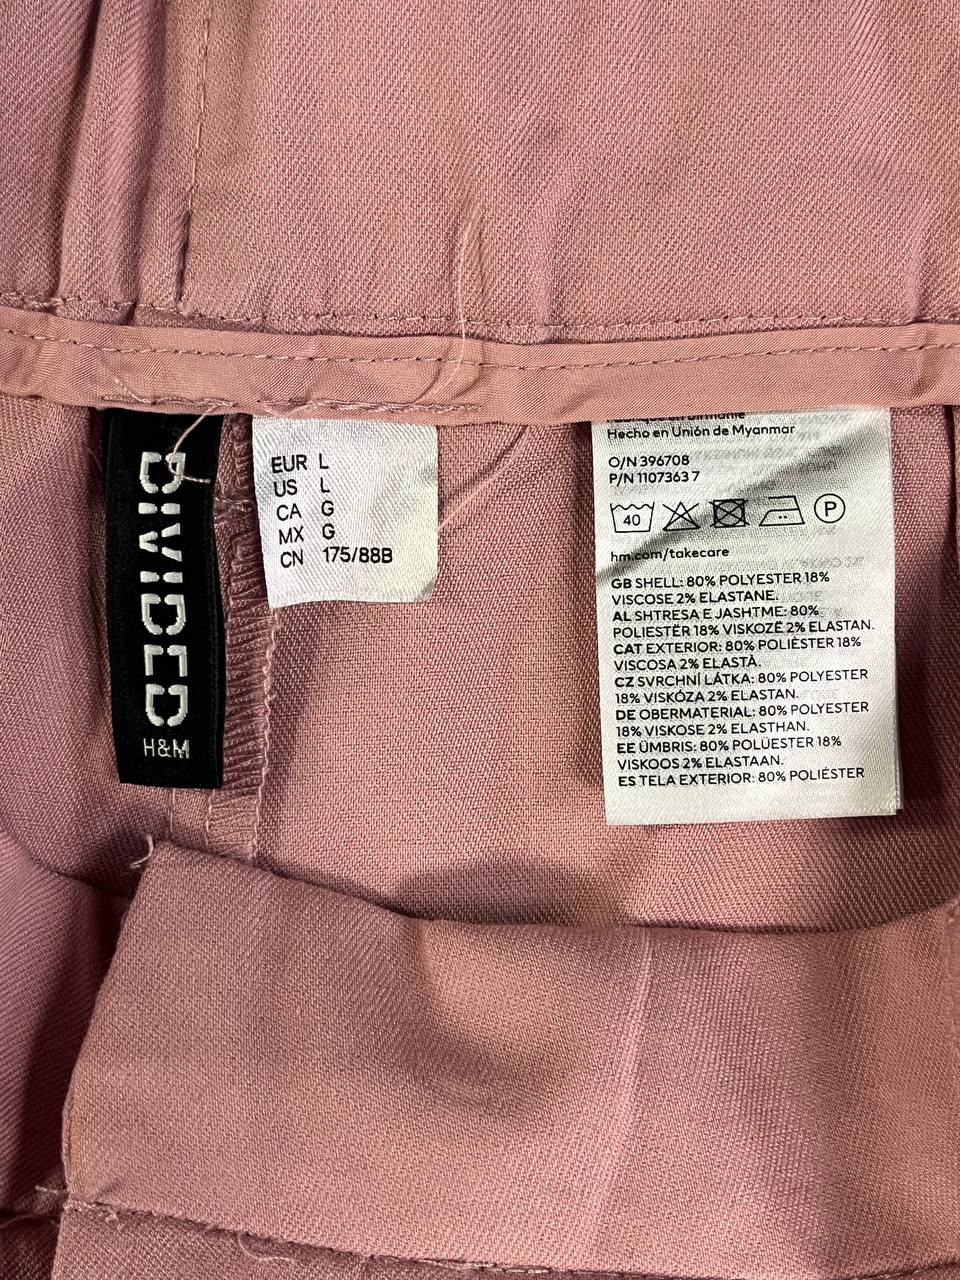 DIVIDED
H&M
EUR L
US L
CA G
MX G
CN 175/88B
Hecho en Unión de Myanmar
O/N 396708
P/N 1107363 7
40
P
hm.com/takecare
GB SHELL: 80% POLYESTER 18%
VISCOSE 2% ELASTANE.
AL SHTRESA E JASHTME: 80%
POLIESTËR 18% VISKOZË 2% ELASTAN.
CAT EXTERIOR: 80% POLIÈSTER 18%
VISCOSA 2% ELASTÀ.
CZ SVRCHNÍ LÁTKA: 80% POLYESTER
18% VISKÓZA 2% ELASTAN.
DE OBERMATERIAL: 80% POLYESTER
18% VISKOSE 2% ELASTHAN.
EE ÜMBRIS: 80% POLÜESTER 18%
VISKOOS 2% ELASTAAN.
ES TELA EXTERIOR: 80% POLIÉSTER